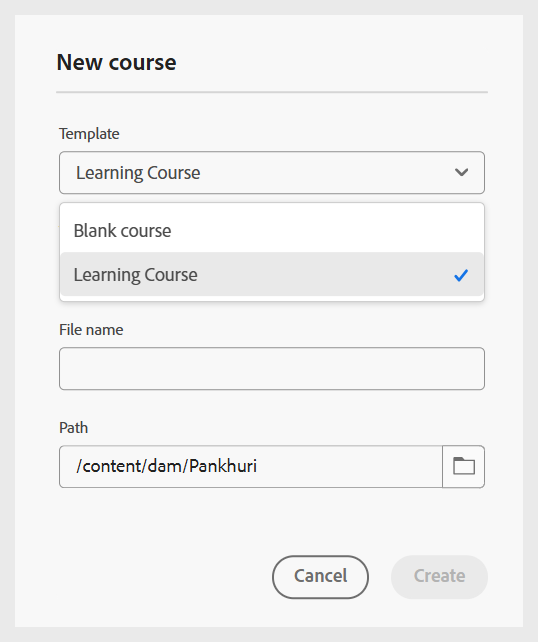 New course
Template
Learning Course
Blank course
Learning Course
File name
Path
/content/dam/Pankhuri
Cancel
Create